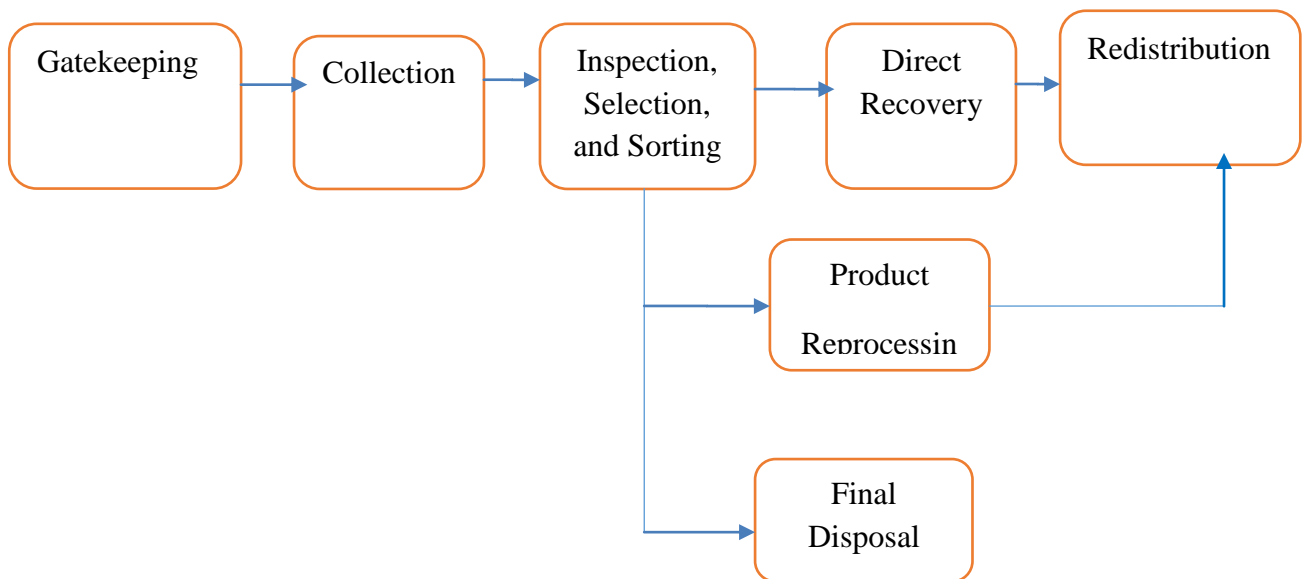 Gatekeeping
Collection
Inspection,
Selection,
and Sorting
Direct
Recovery
Redistribution
Product
Reprocessin
Final
Disposal